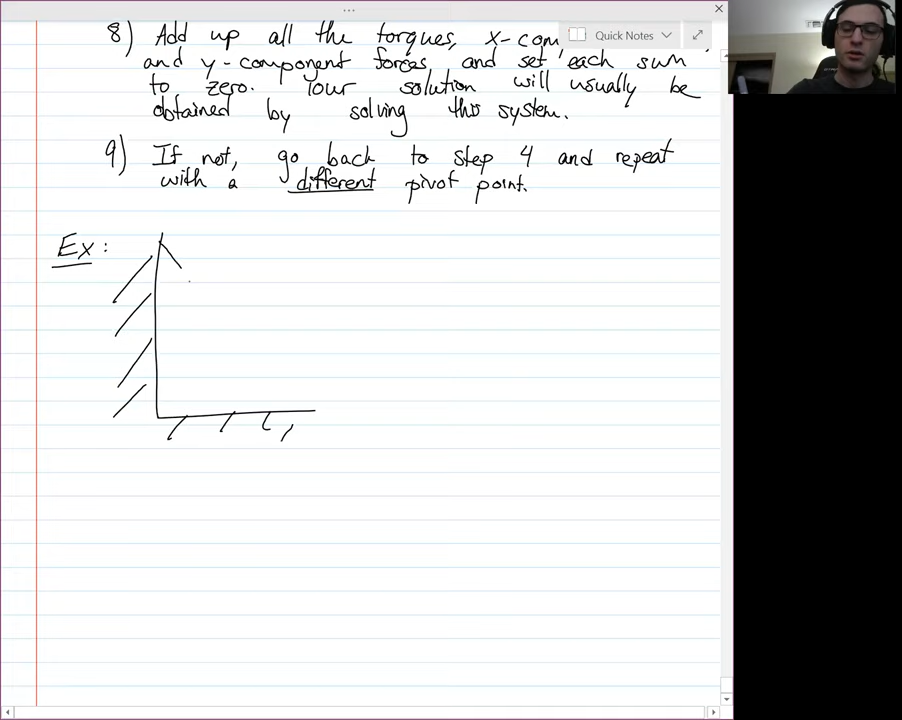 8) Add up all the torques, x-com
Quick Notes
and y-component forces, and set each sum
to zero. Your solution will usually be
obtained by solving this system.
9) If not, go back to step 4 and repeat
with a different pivot point.
Ex: